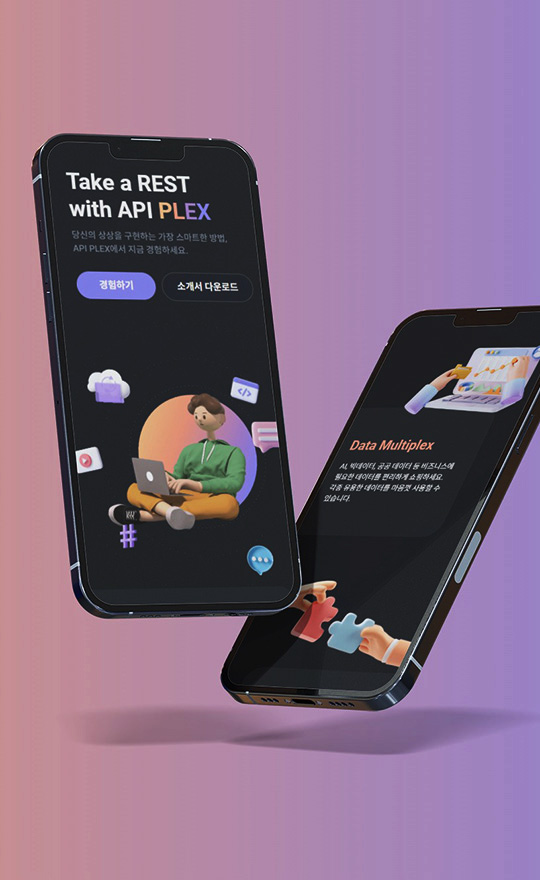 Take a REST
with API PLEX
당신의 상상을 구현하는 가장 스마트한 방법,
API PLEX에서 지금 경험하세요.
경험하기
소개서 다운로드
</>
#
Data Multiplex
AI, 빅데이터, 공공 데이터 등 비즈니스에
필요한 데이터를 편리하게 쇼핑하세요.
각종 유용한 데이터를 마음껏 사용할 수
있습니다.